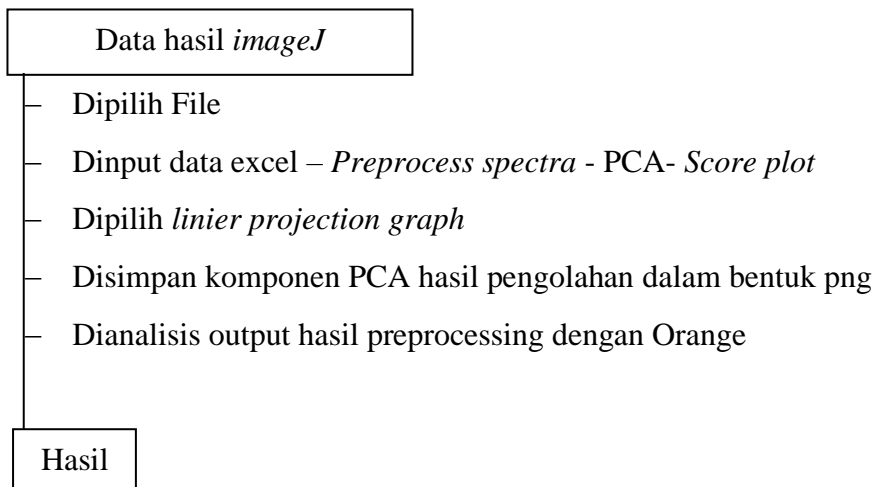 Data hasil imageJ
– Dipilih File
– Dinput data excel – Preprocess spectra - PCA- Score plot
– Dipilih linier projection graph
– Disimpan komponen PCA hasil pengolahan dalam bentuk png
– Dianalisis output hasil preprocessing dengan Orange
Hasil